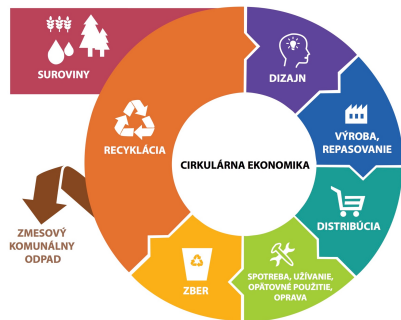 SUROVINY
DIZAJN
VÝROBA,
REPASOVANIE
RECYKLÁCIA
CIRKULÁRNA EKONOMIKA
DISTRIBÚCIA
ZMESOVÝ
KOMUNÁLNY
ODPAD
SPOTREBA, UŽÍVANIE,
OPÄTOVNÉ POUŽITIE,
OPRAVA
ZBER